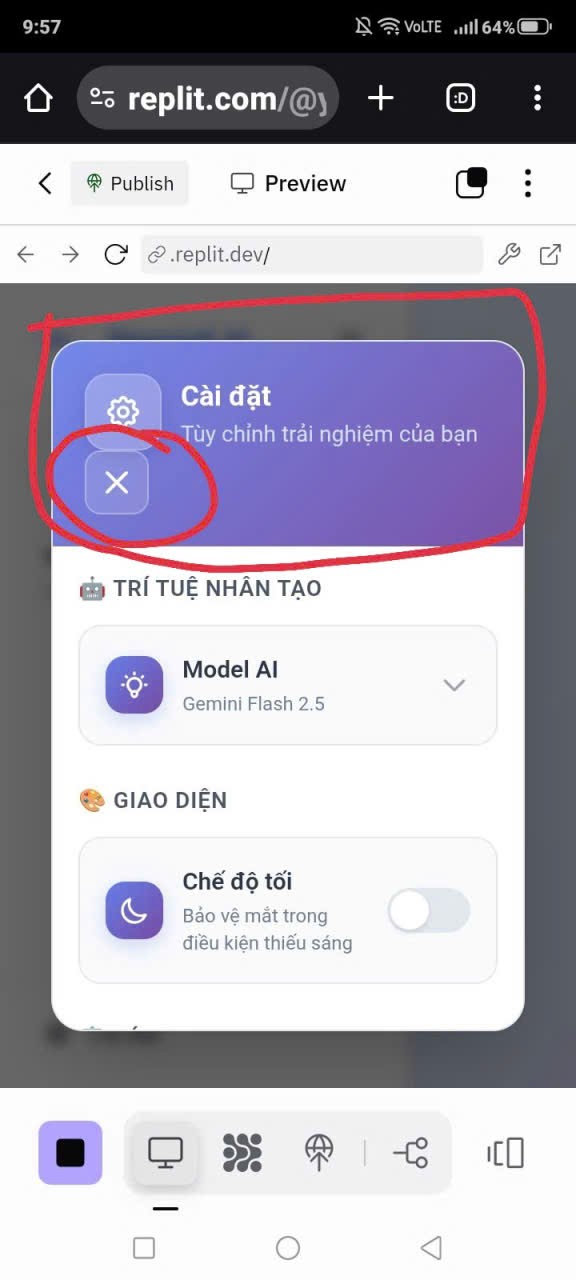 9:57
VoLTE
64%
replit.com/@y
:D
Publish
Preview
.replit.dev/
Cài đặt
Tùy chỉnh trải nghiệm của bạn
🤖 TRÍ TUỆ NHÂN TẠO
Model AI
Gemini Flash 2.5
🎨 GIAO DIỆN
Chế độ tối
Bảo vệ mắt trong
điều kiện thiếu sáng